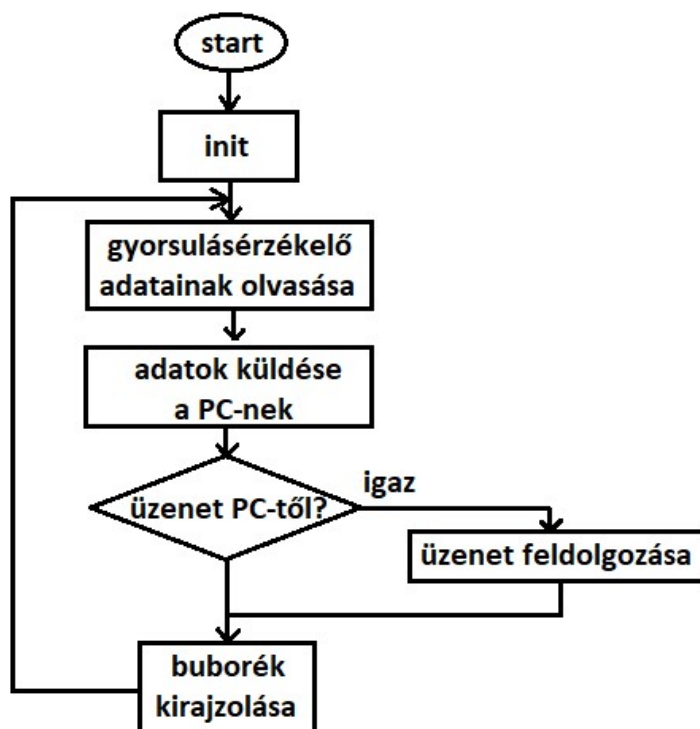 start
init
gyorsulásérzékelő
adatainak olvasása
adatok küldése
a PC-nek
üzenet PC-től?
igaz
üzenet feldolgozása
buborék
kirajzolása